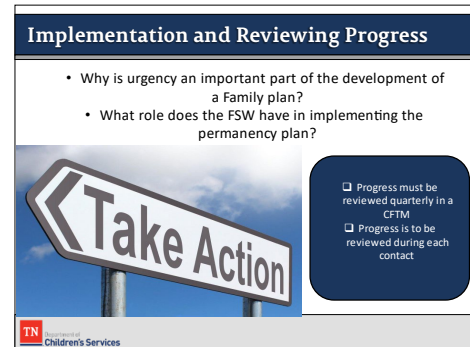 Implementation and Reviewing Progress
• Why is urgency an important part of the development of
a Family plan?
• What role does the FSW have in implementing the
permanency plan?
Take Action
❑ Progress must be
reviewed quarterly in a
CFTM
❑ Progress is to be
reviewed during each
contact
TN
Department of
Children's Services